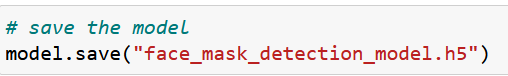 # save the model
model.save("face_mask_detection_model.h5")